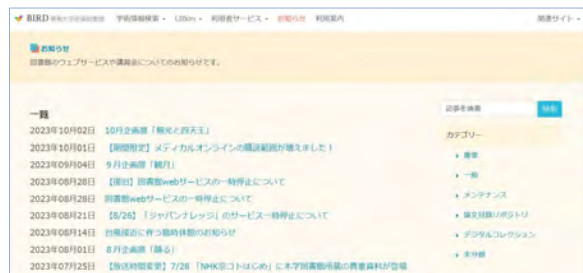 BIRD 学術情報検索 利用者サービス お知らせ 利用案内 関連サイト
お知らせ
図書館のウェブサービスや講習会についてのお知らせです。
一覧
2023年10月02日 10月企画展「頼光と四天王」
2023年10月01日 【期間限定】メディカルオンラインの購読範囲が増えました！
2023年09月04日 9月企画展「観月」
2023年08月28日 【復旧】図書館webサービスの一時停止について
2023年08月28日 図書館webサービスの一時停止について
2023年08月21日 【8/26】「ジャパンナレッジ」のサービス一時停止について
2023年08月14日 台風接近に伴う臨時休館のお知らせ
2023年08月01日 8月企画展「踊る」
2023年07月25日 【放送時間変更】7/28 「NHK京コトはじめ」に本学図書館所蔵の貴重資料が登場
記事を検索 検索
カテゴリー
重要
一般
メンテナンス
論文目録リポジトリ
デジタルコレクション
未分類